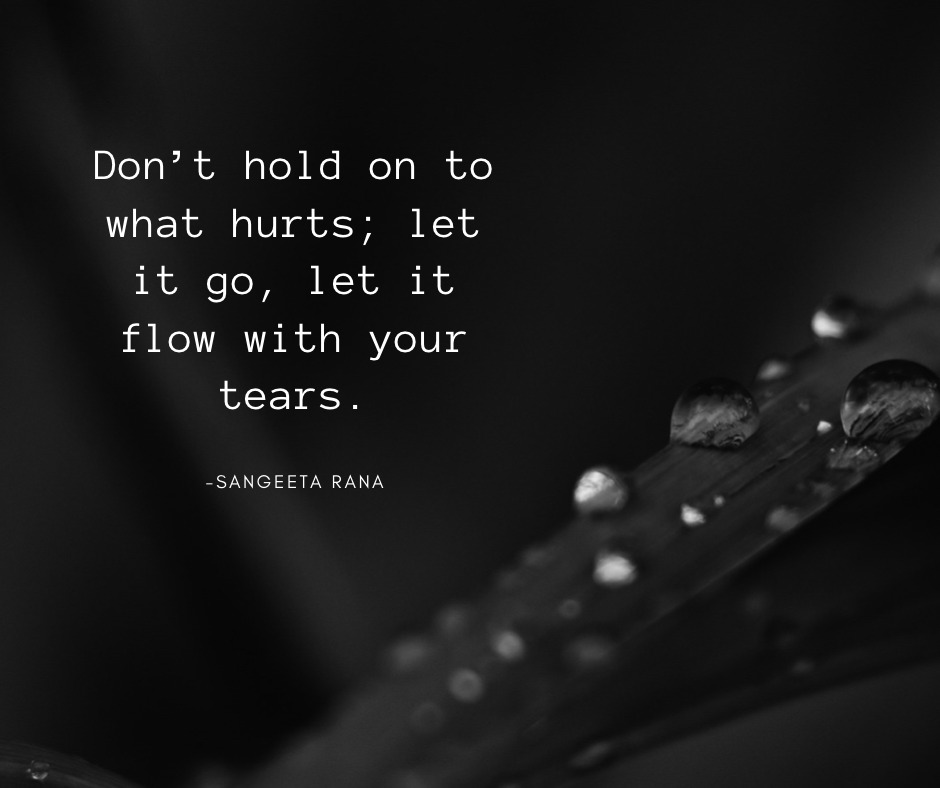 Don’t hold on to
what hurts; let
it go, let it
flow with your
tears.
-SANGEETA RANA